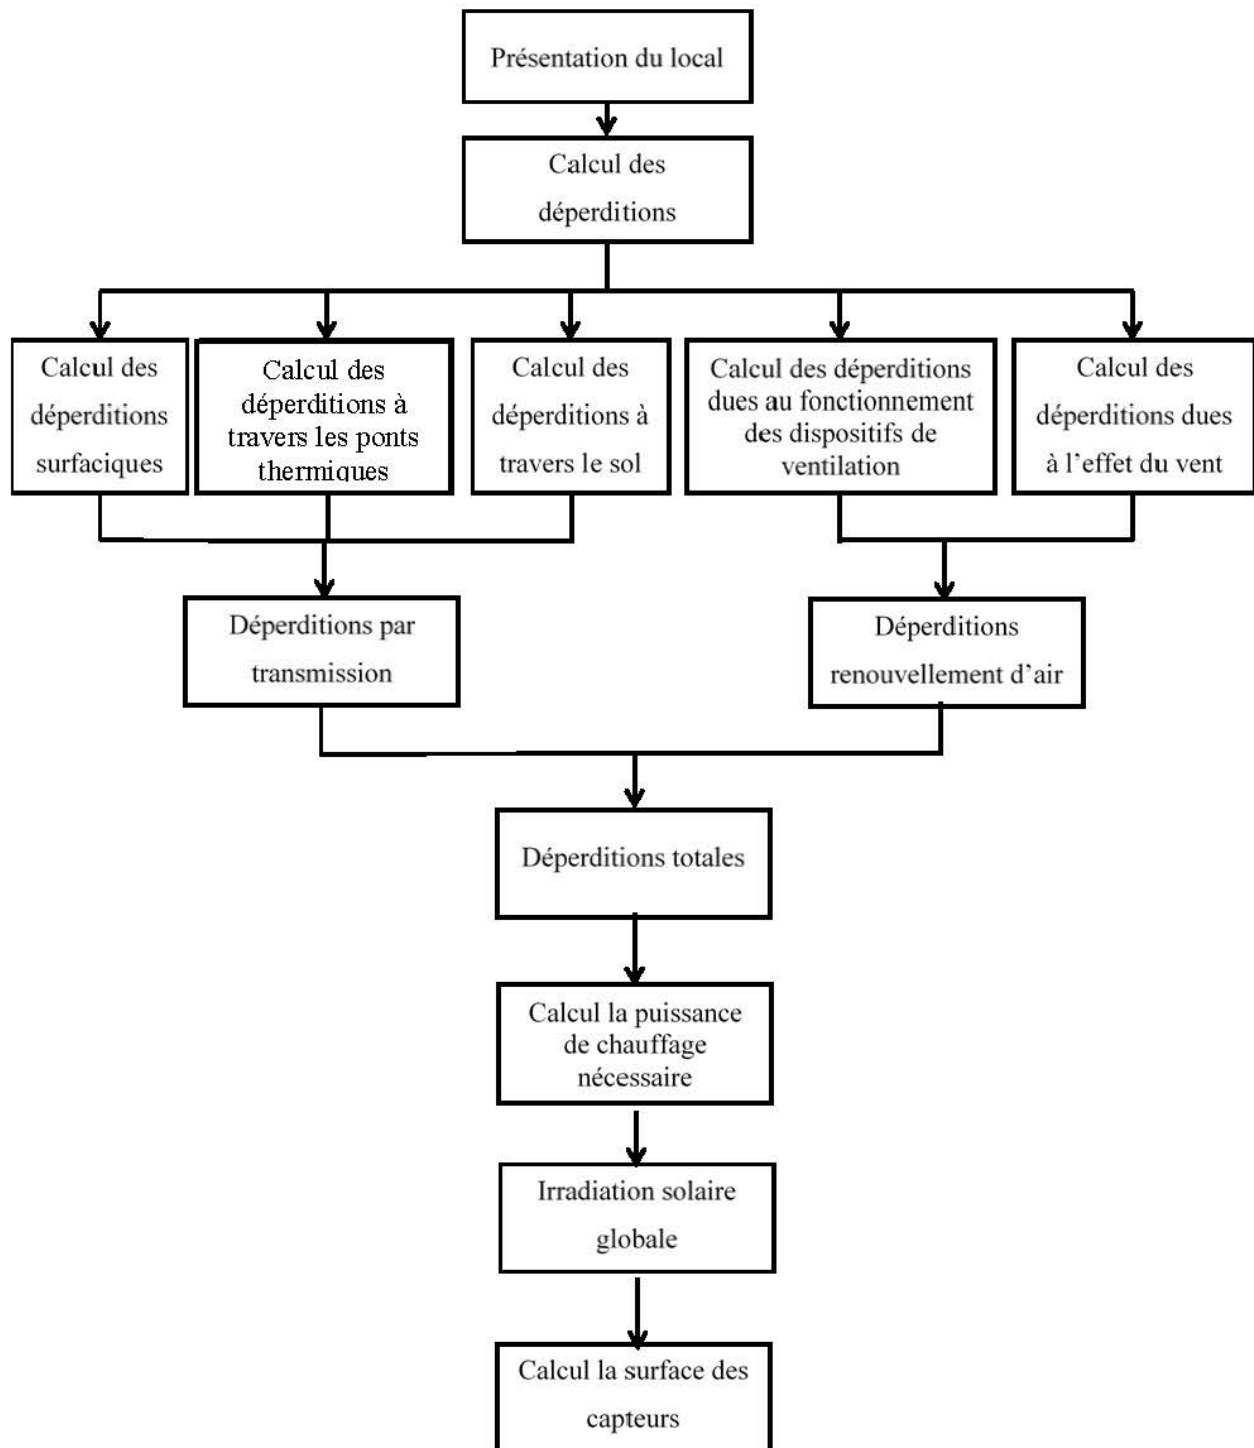 Présentation du local
Calcul des
déperditions
Calcul des
déperditions
surfaciques
Calcul des
déperditions à
travers les ponts
thermiques
Calcul des
déperditions à
travers le sol
Calcul des déperditions
dues au fonctionnement
des dispositifs de
ventilation
Calcul des
déperditions dues
à l’effet du vent
Déperditions par
transmission
Déperditions
renouvellement d’air
Déperditions totales
Calcul la puissance
de chauffage
nécessaire
Irradiation solaire
globale
Calcul la surface des
capteurs